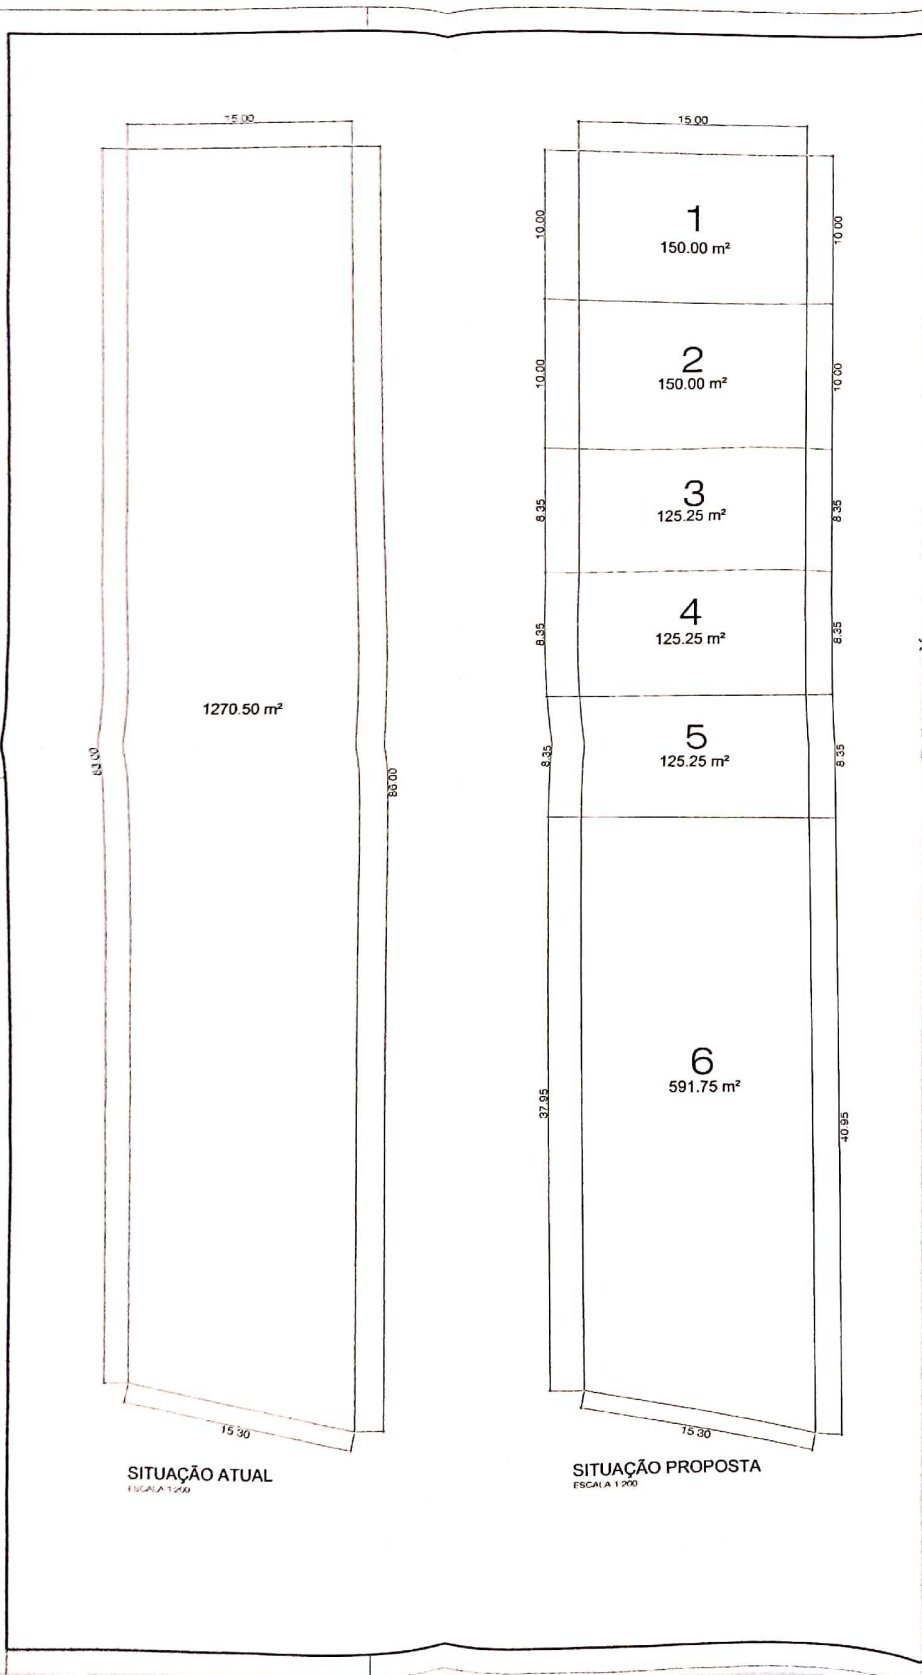 15.00
1270.50 m²
83.00
86.00
15.30
SITUAÇÃO ATUAL
ESCALA 1:200
15.00
10.00
1
150.00 m²
10.00
10.00
2
150.00 m²
10.00
8.35
3
125.25 m²
8.35
8.35
4
125.25 m²
8.35
8.35
5
125.25 m²
8.35
37.95
6
591.75 m²
40.95
15.30
SITUAÇÃO PROPOSTA
ESCALA 1:200